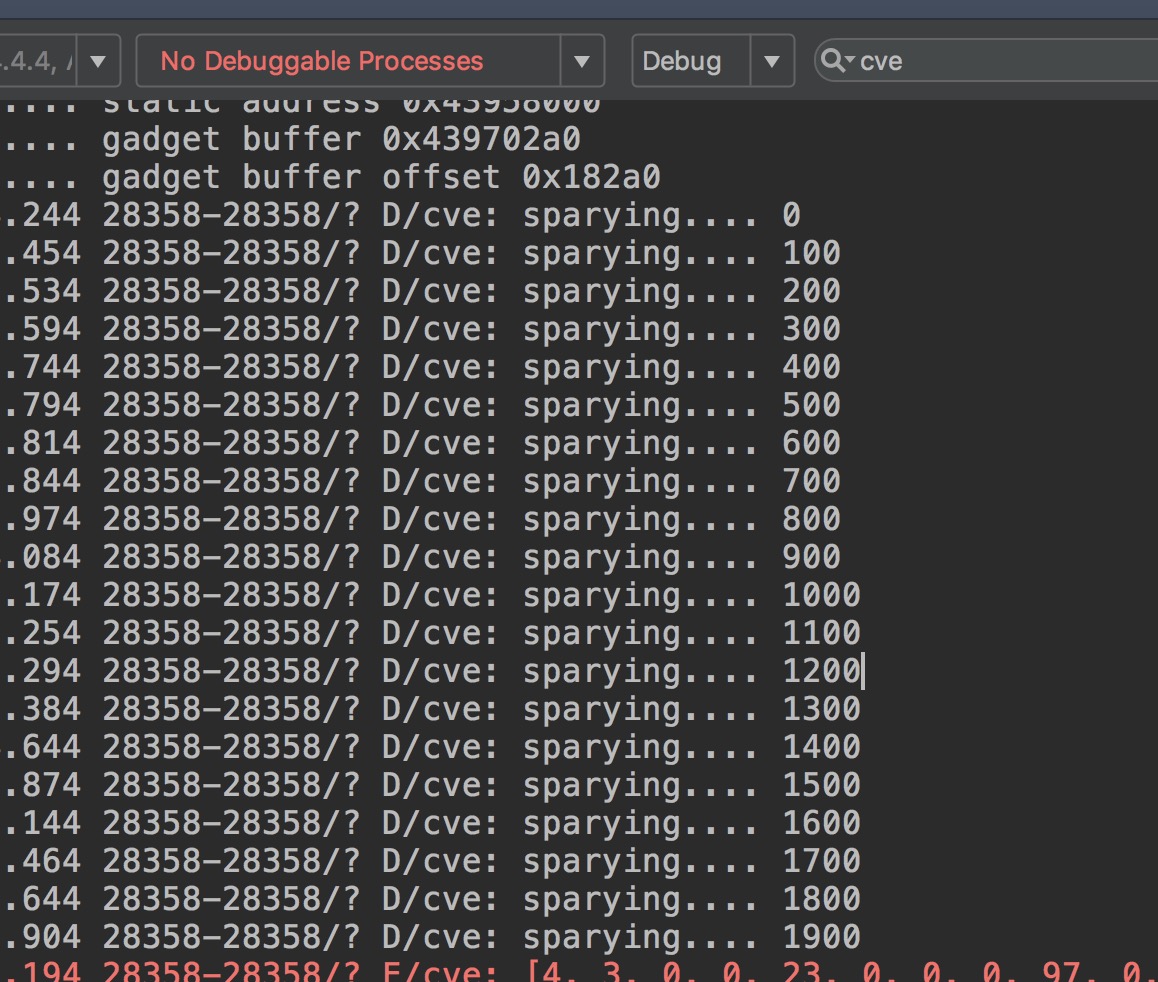 .4.4, No Debuggable Processes Debug cve
.... static address 0x43958000
.... gadget buffer 0x439702a0
.... gadget buffer offset 0x182a0
.244 28358-28358/? D/cve: sparying.... 0
.454 28358-28358/? D/cve: sparying.... 100
.534 28358-28358/? D/cve: sparying.... 200
.594 28358-28358/? D/cve: sparying.... 300
.744 28358-28358/? D/cve: sparying.... 400
.794 28358-28358/? D/cve: sparying.... 500
.814 28358-28358/? D/cve: sparying.... 600
.844 28358-28358/? D/cve: sparying.... 700
.974 28358-28358/? D/cve: sparying.... 800
.084 28358-28358/? D/cve: sparying.... 900
.174 28358-28358/? D/cve: sparying.... 1000
.254 28358-28358/? D/cve: sparying.... 1100
.294 28358-28358/? D/cve: sparying.... 1200
.384 28358-28358/? D/cve: sparying.... 1300
.644 28358-28358/? D/cve: sparying.... 1400
.874 28358-28358/? D/cve: sparying.... 1500
.144 28358-28358/? D/cve: sparying.... 1600
.464 28358-28358/? D/cve: sparying.... 1700
.644 28358-28358/? D/cve: sparying.... 1800
.904 28358-28358/? D/cve: sparying.... 1900
.194 28358-28358/? E/cve: [4, 3, 0, 0, 23, 0, 0, 0, 97, 0,